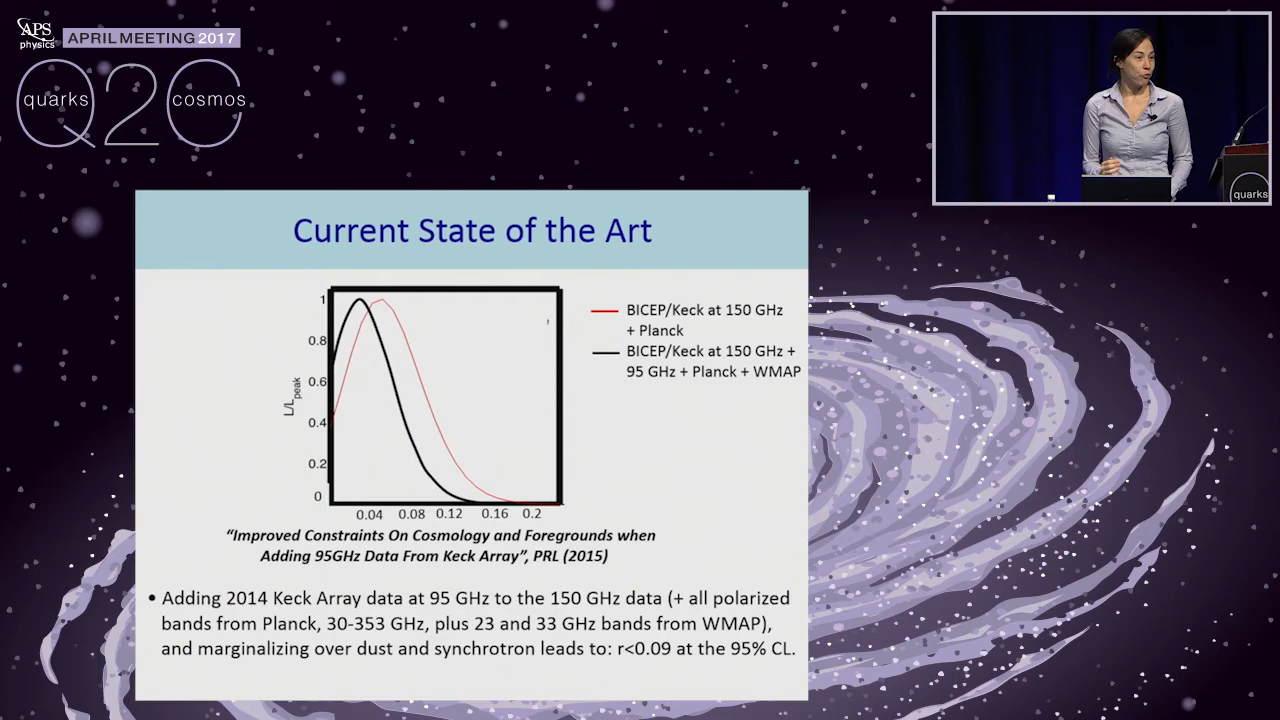 APS
physics
APRIL MEETING 2017
Q2C
quarks
cosmos
quarks
Current State of the Art
1
0.8
0.6
0.4
0.2
0
L/Lpeak
0.04 0.08 0.12 0.16 0.2
BICEP/Keck at 150 GHz
+ Planck
BICEP/Keck at 150 GHz +
95 GHz + Planck + WMAP
“Improved Constraints On Cosmology and Foregrounds when
Adding 95GHz Data From Keck Array”, PRL (2015)
• Adding 2014 Keck Array data at 95 GHz to the 150 GHz data (+ all polarized
bands from Planck, 30-353 GHz, plus 23 and 33 GHz bands from WMAP),
and marginalizing over dust and synchrotron leads to: r<0.09 at the 95% CL.